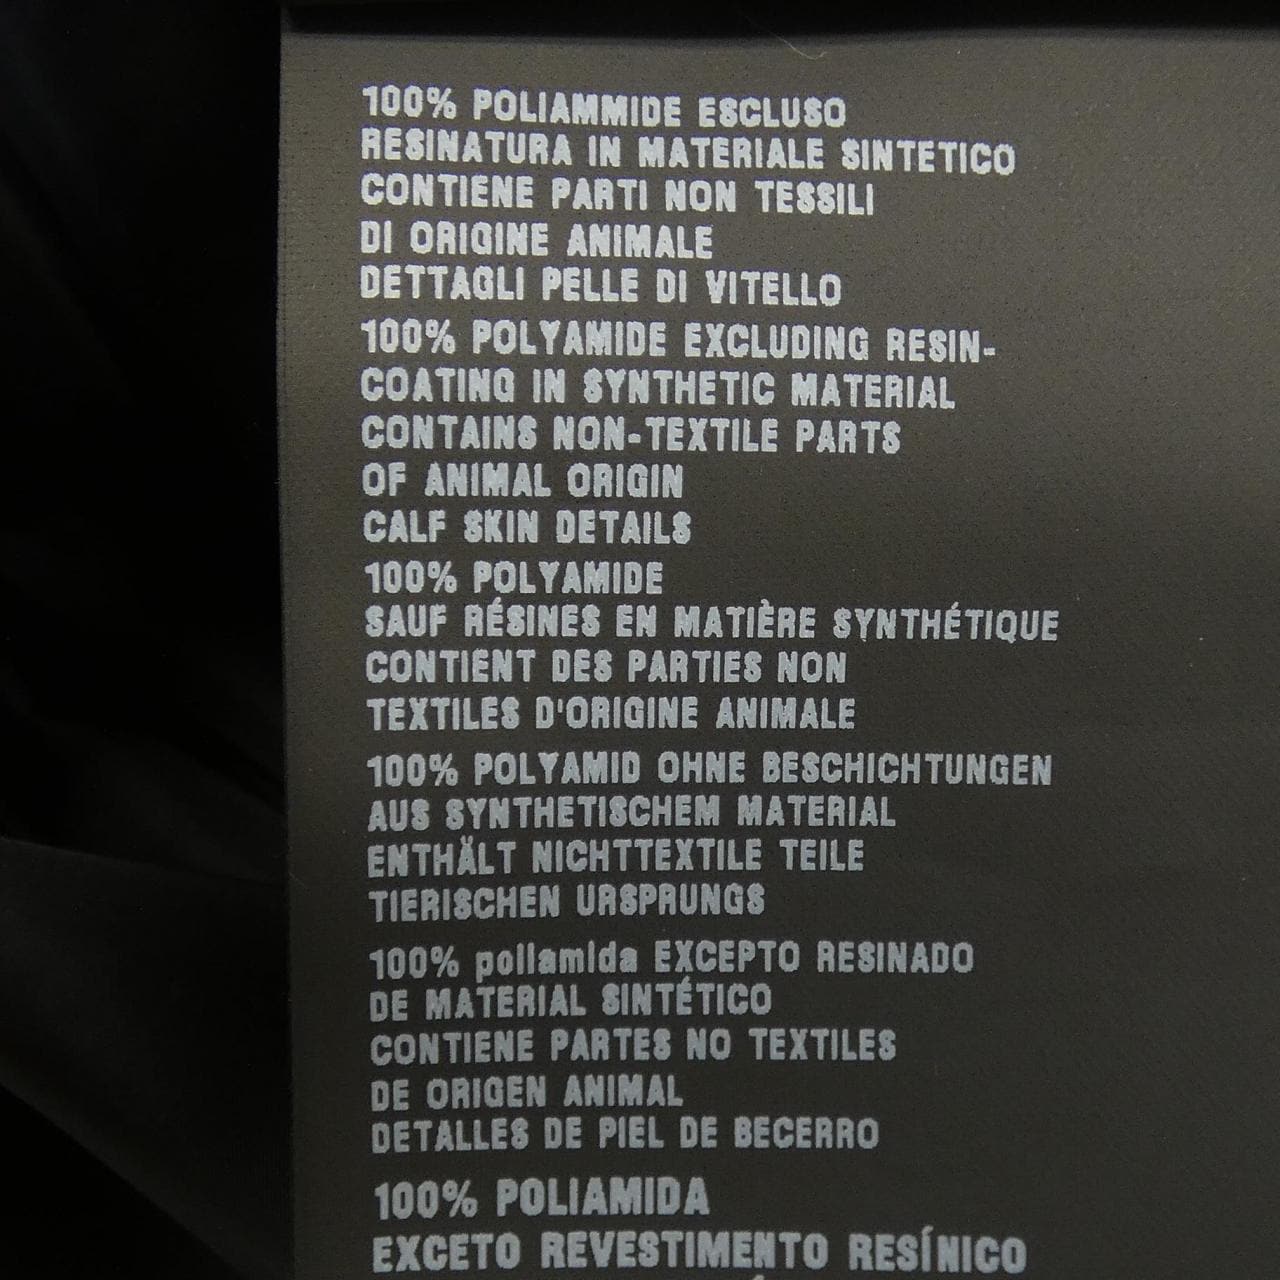 100% POLIAMMIDE ESCLUSO
RESINATURA IN MATERIALE SINTETICO
CONTIENE PARTI NON TESSILI
DI ORIGINE ANIMALE
DETTAGLI PELLE DI VITELLO
100% POLYAMIDE EXCLUDING RESIN-
COATING IN SYNTHETIC MATERIAL
CONTAINS NON-TEXTILE PARTS
OF ANIMAL ORIGIN
CALF SKIN DETAILS
100% POLYAMIDE
SAUF RÉSINES EN MATIÈRE SYNTHÉTIQUE
CONTIENT DES PARTIES NON
TEXTILES D'ORIGINE ANIMALE
100% POLYAMID OHNE BESCHICHTUNGEN
AUS SYNTHETISCHEM MATERIAL
ENTHÄLT NICHTTEXTILE TEILE
TIERISCHEN URSPRUNGS
100% poliamida EXCEPTO RESINADO
DE MATERIAL SINTÉTICO
CONTIENE PARTES NO TEXTILES
DE ORIGEN ANIMAL
DETALLES DE PIEL DE BECERRO
100% POLIAMIDA
EXCETO REVESTIMENTO RESÍNICO